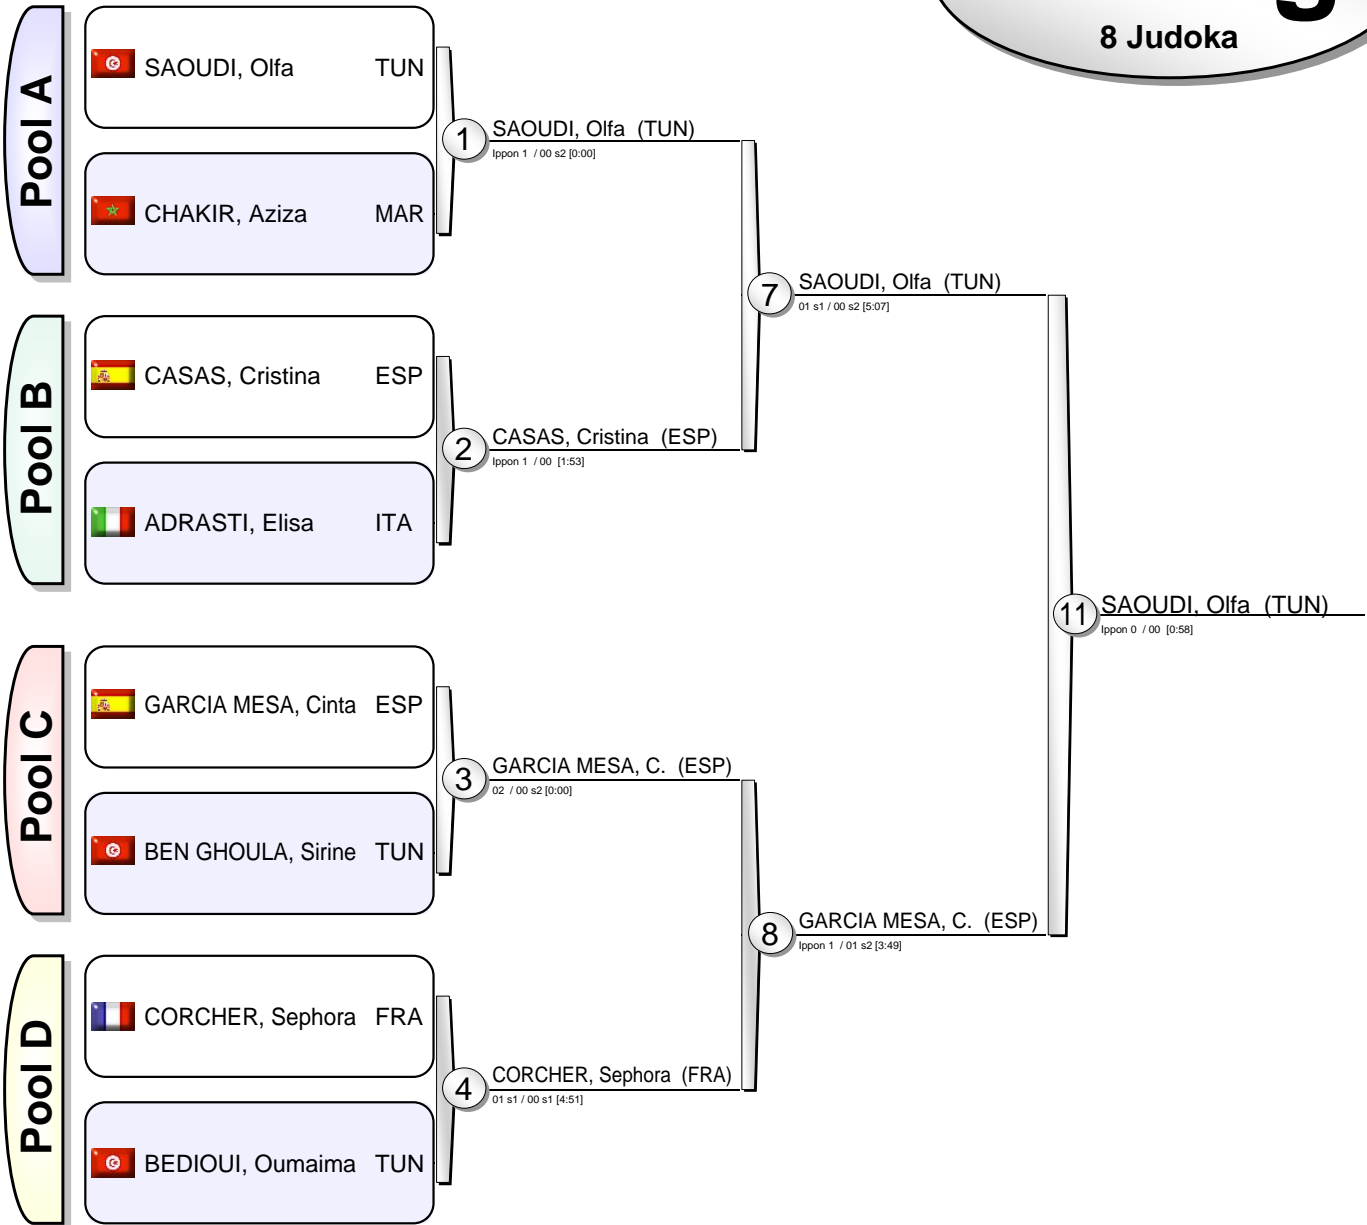 8 Judoka
Pool A
SAOUDI, Olfa TUN
CHAKIR, Aziza MAR
1 SAOUDI, Olfa (TUN)
Ippon 1 / 00 s2 [0:00]
Pool B
CASAS, Cristina ESP
ADRASTI, Elisa ITA
2 CASAS, Cristina (ESP)
Ippon 1 / 00 [1:53]
7 SAOUDI, Olfa (TUN)
01 s1 / 00 s2 [5:07]
Pool C
GARCIA MESA, Cinta ESP
BEN GHOULA, Sirine TUN
3 GARCIA MESA, C. (ESP)
02 / 00 s2 [0:00]
Pool D
CORCHER, Sephora FRA
BEDIOUI, Oumaima TUN
4 CORCHER, Sephora (FRA)
01 s1 / 00 s1 [4:51]
8 GARCIA MESA, C. (ESP)
Ippon 1 / 01 s2 [3:49]
11 SAOUDI, Olfa (TUN)
Ippon 0 / 00 [0:58]